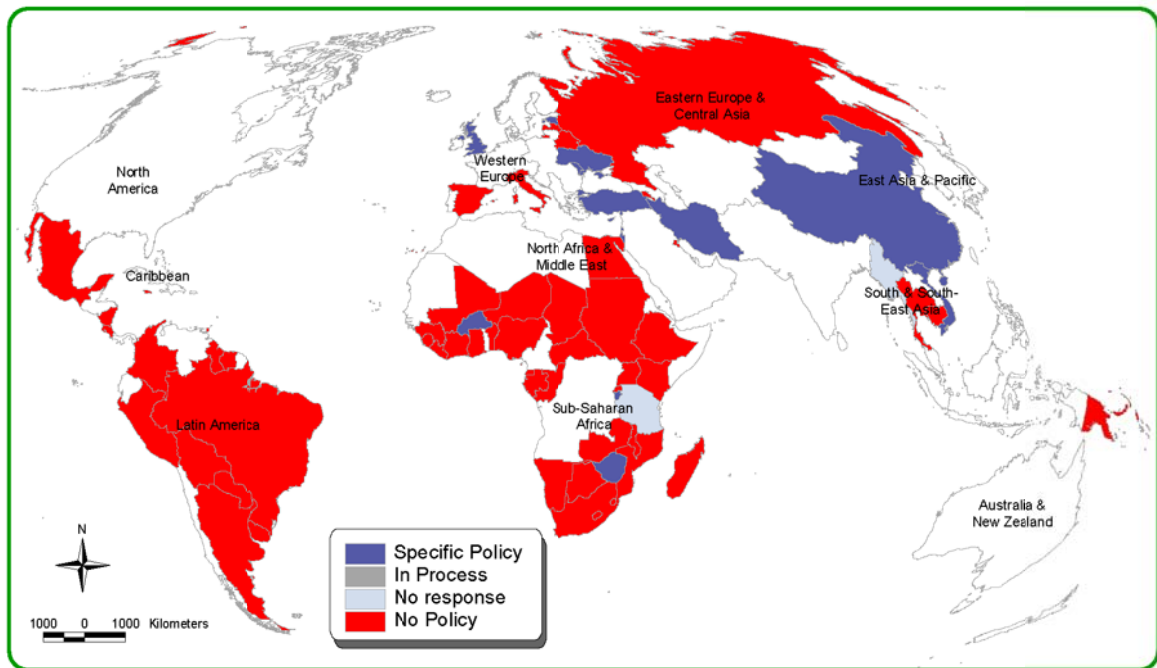 Eastern Europe &
Central Asia
North
America
Western
Europe
East Asia & Pacific
North Africa &
Middle East
Caribbean
South & South-
East Asia
Sub-Saharan
Africa
Latin America
Australia &
New Zealand
N
Specific Policy
In Process
No response
No Policy
1000 0 1000 Kilometers